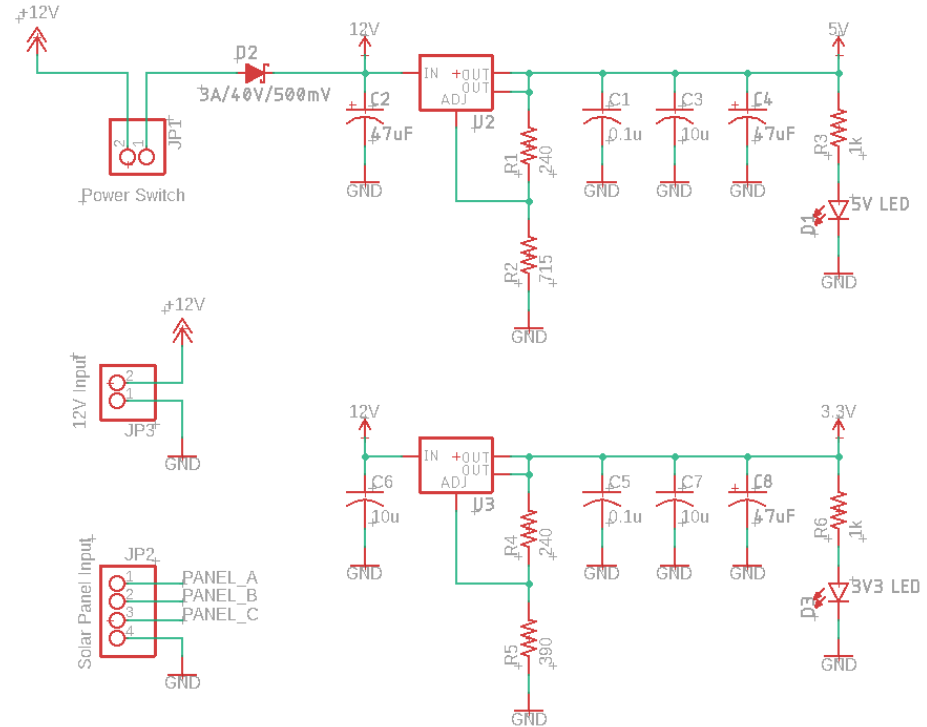 +12V
D2
3A/40V/500mV
2
1
JP1
Power Switch
12V
C2
47uF
GND
IN
+OUT
OUT
ADJ
U2
R1
240
R2
715
GND
C1
0.1u
GND
C3
10u
GND
C4
47uF
GND
5V
R3
1k
5V LED
D1
GND
+12V
12V Input
2
1
JP3
GND
12V
C6
10u
GND
IN
+OUT
OUT
ADJ
U3
R4
240
R5
390
GND
C5
0.1u
GND
C7
10u
GND
C8
47uF
GND
3.3V
R6
1k
3V3 LED
D3
GND
Solar Panel Input
JP2
1
2
3
4
PANEL_A
PANEL_B
PANEL_C
GND